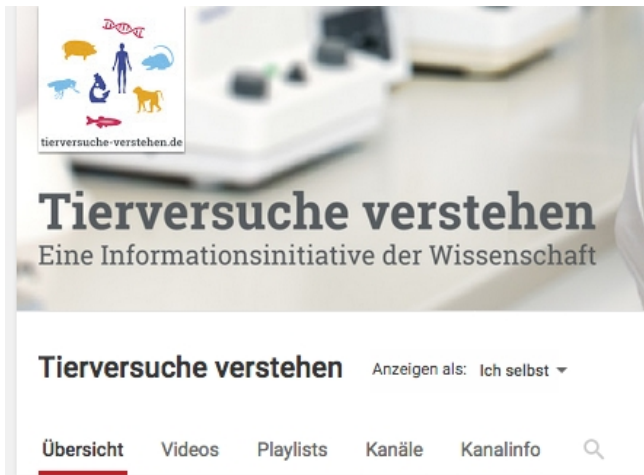 tierversuche-verstehen.de
Tierversuche verstehen
Eine Informationsinitiative der Wissenschaft
Tierversuche verstehen Anzeigen als: Ich selbst
Übersicht Videos Playlists Kanäle Kanalinfo